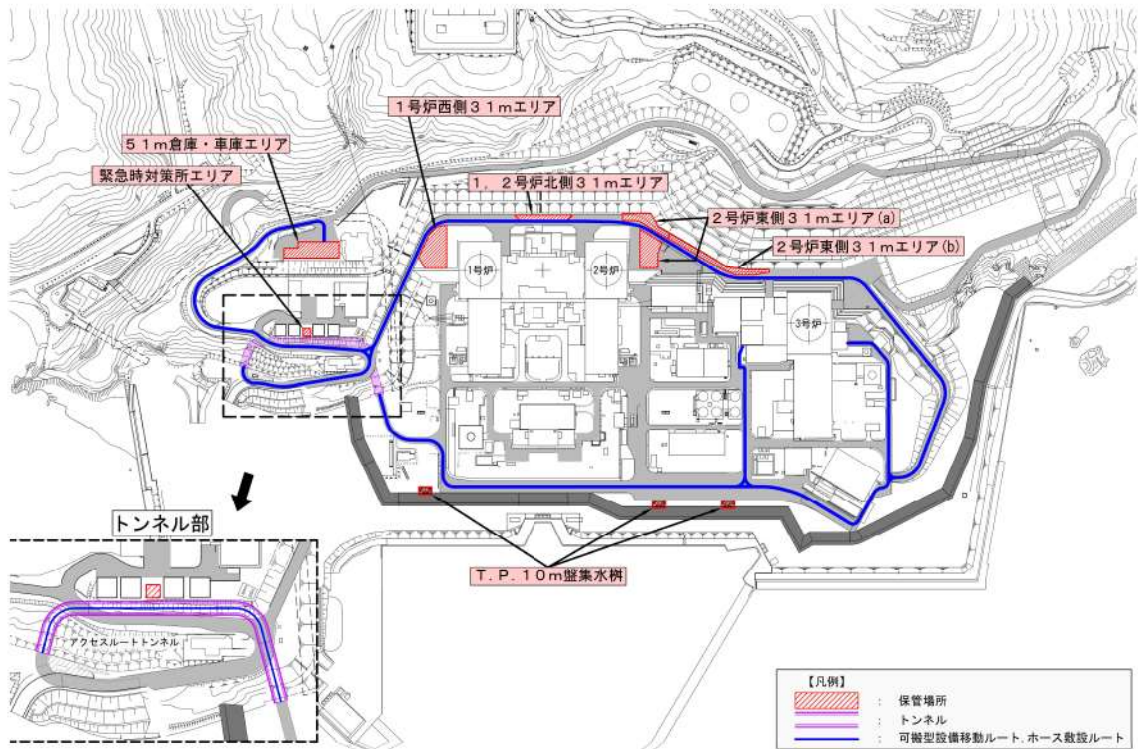 1号炉西側31mエリア
51m倉庫・車庫エリア
緊急時対策所エリア
1,2号炉北側31mエリア
2号炉東側31mエリア(a)
2号炉東側31mエリア(b)
1号炉
2号炉
3号炉
トンネル部
T.P.10m盤集水桝
アクセスルートトンネル
【凡例】
: 保管場所
: トンネル
: 可搬型設備移動ルート,ホース敷設ルート